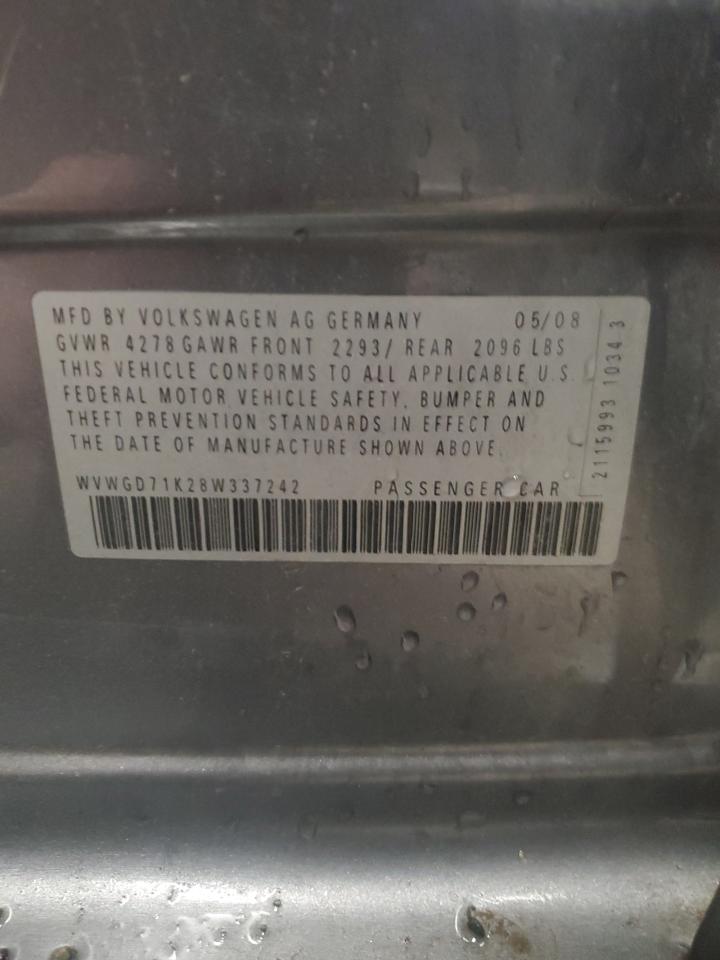 MFD BY VOLKSWAGEN AG GERMANY 05/08
GVWR 4278 GAWR FRONT 2293/ REAR 2096 LBS
THIS VEHICLE CONFORMS TO ALL APPLICABLE U.S.
FEDERAL MOTOR VEHICLE SAFETY, BUMPER AND
THEFT PREVENTION STANDARDS IN EFFECT ON
THE DATE OF MANUFACTURE SHOWN ABOVE.
WVWGD71K28W337242 PASSENGER CAR
2115993 1034 3